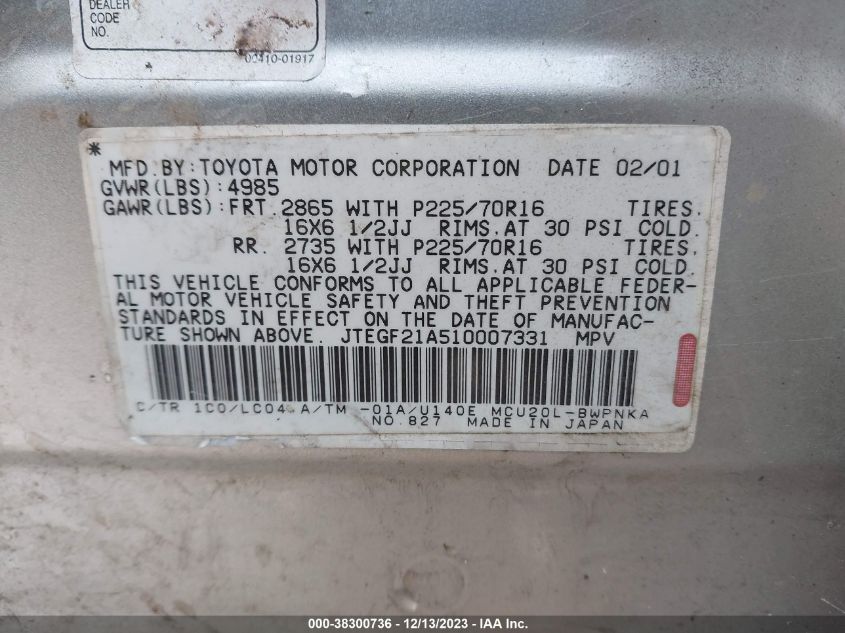 DEALER
CODE
NO.
00410-01917
*
MFD.BY:TOYOTA MOTOR CORPORATION DATE 02/01
GVWR(LBS):4985
GAWR(LBS):FRT.2865 WITH P225/70R16 TIRES.
16X6 1/2JJ RIMS.AT 30 PSI COLD.
RR. 2735 WITH P225/70R16 TIRES,
16X6 1/2JJ RIMS.AT 30 PSI COLD.
THIS VEHICLE CONFORMS TO ALL APPLICABLE FEDER-
AL MOTOR VEHICLE SAFETY AND THEFT PREVENTION
STANDARDS IN EFFECT ON THE DATE OF MANUFAC-
TURE SHOWN ABOVE. JTEGF21A510007331 MPV
C/TR 1C0/LC04 A/TM -01A/U140E MCU20L-BWPNKA
NO.827 MADE IN JAPAN
000-38300736 - 12/13/2023 - IAA Inc.